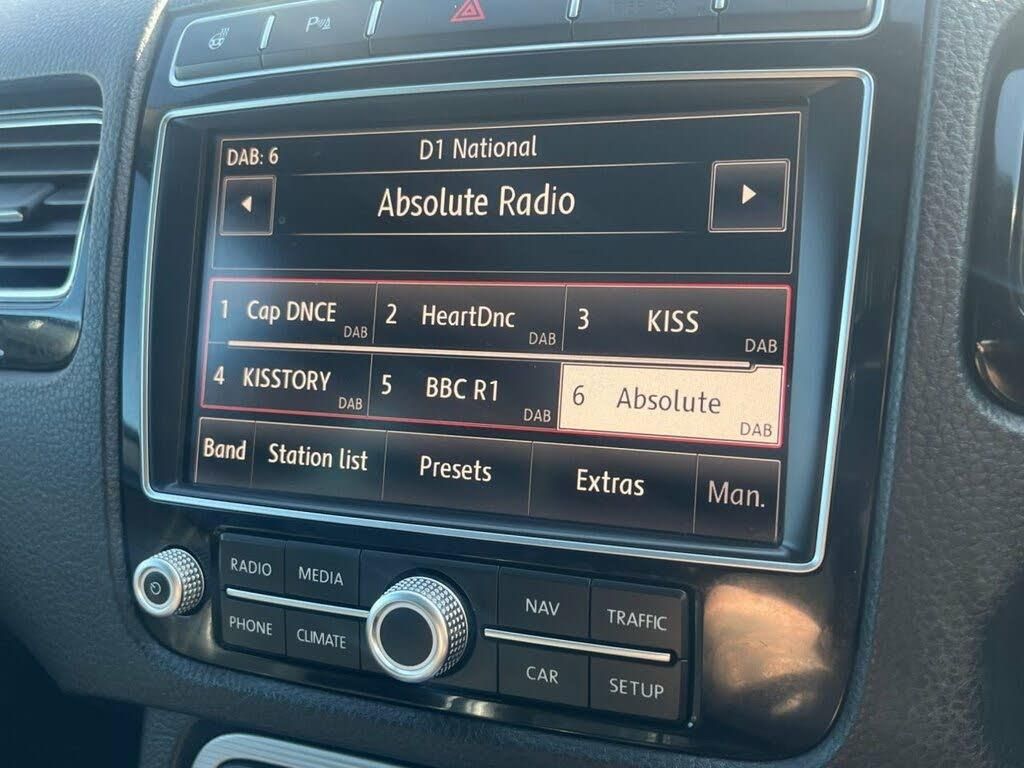 P
DAB: 6
D1 National
Absolute Radio
1 Cap DNCE DAB
2 HeartDnc DAB
3 KISS DAB
4 KISSTORY DAB
5 BBC R1 DAB
6 Absolute DAB
Band Station list Presets Extras Man.
RADIO MEDIA NAV TRAFFIC
PHONE CLIMATE CAR SETUP